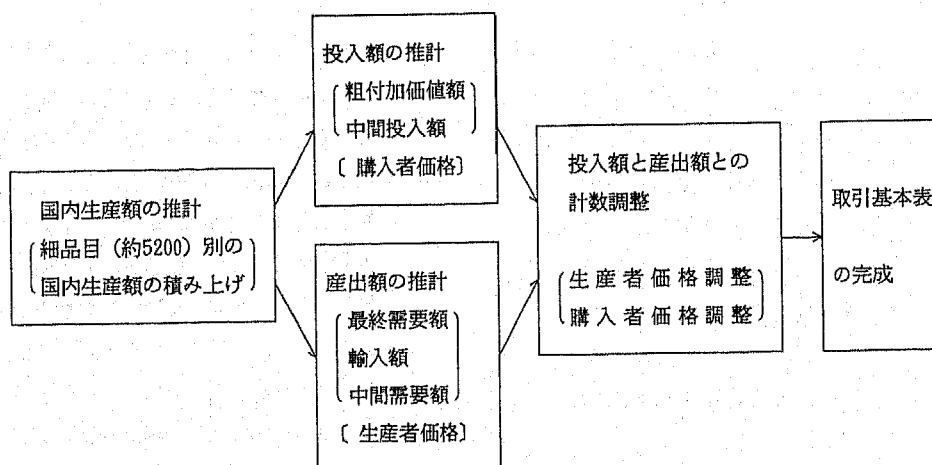 国内生産額の推計
細品目（約5200）別の
国内生産額の積み上げ
投入額の推計
粗付加価値額
中間投入額
〔 購入者価格〕
産出額の推計
最終需要額
輸入額
中間需要額
〔 生産者価格〕
投入額と産出額との
計数調整
生産者価格調整
購入者価格調整
取引基本表
の完成